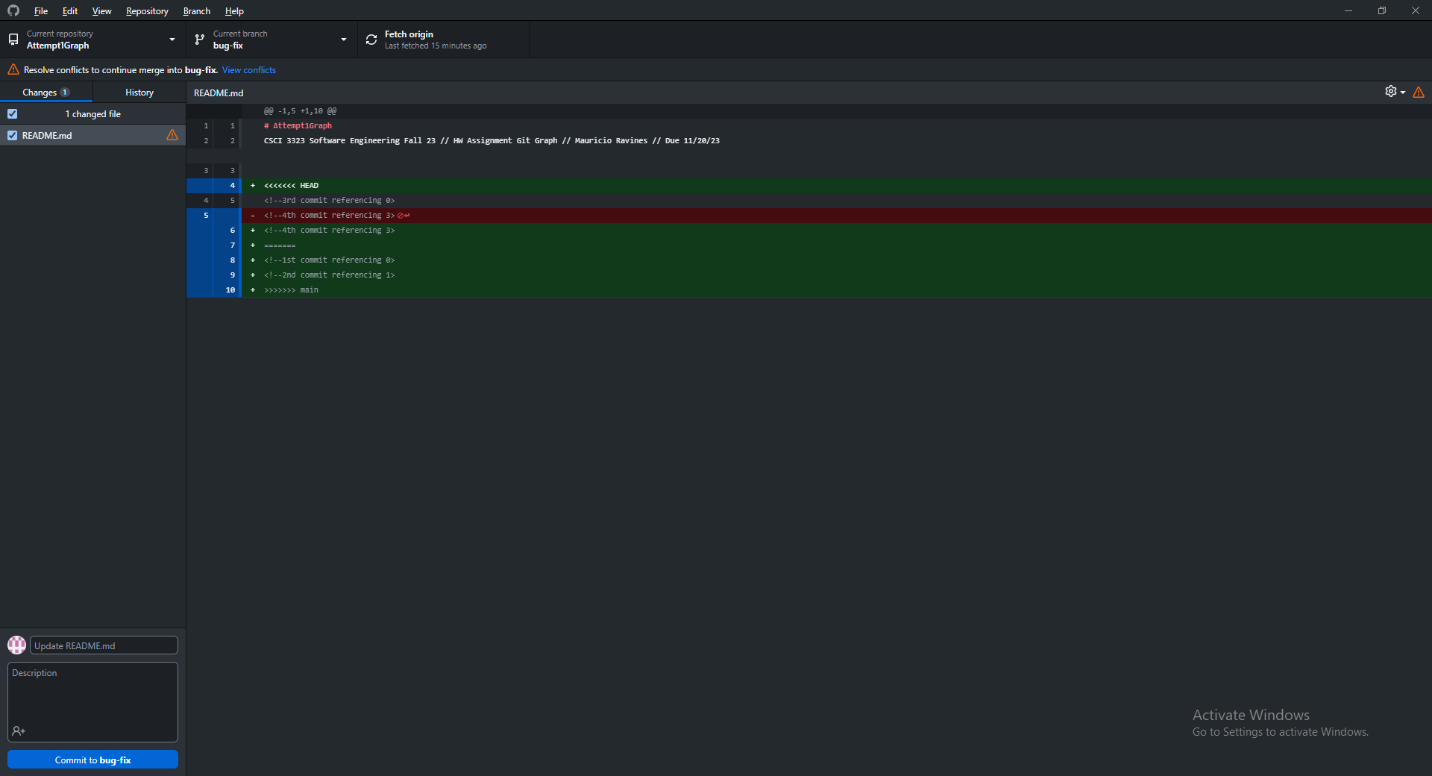 File Edit View Repository Branch Help
Current repository
Attempt1Graph
Current branch
bug-fix
Fetch origin
Last fetched 15 minutes ago
Resolve conflicts to continue merge into bug-fix. View conflicts
Changes 1 History
README.md
1 changed file
README.md
@@ -1,5 +1,10 @@
1 1 # Attempt1Graph
2 2 CSCI 3323 Software Engineering Fall 23 // HW Assignment Git Graph // Mauricio Ravines // Due 11/20/23
3 3
4 + <<<<<<< HEAD
4 5 <!--3rd commit referencing 0>
5 - <!--4th commit referencing 3>
6 + <!--4th commit referencing 3>
7 + =======
8 + <!--1st commit referencing 0>
9 + <!--2nd commit referencing 1>
10 + >>>>>>> main
Update README.md
Description
Commit to bug-fix
Activate Windows
Go to Settings to activate Windows.